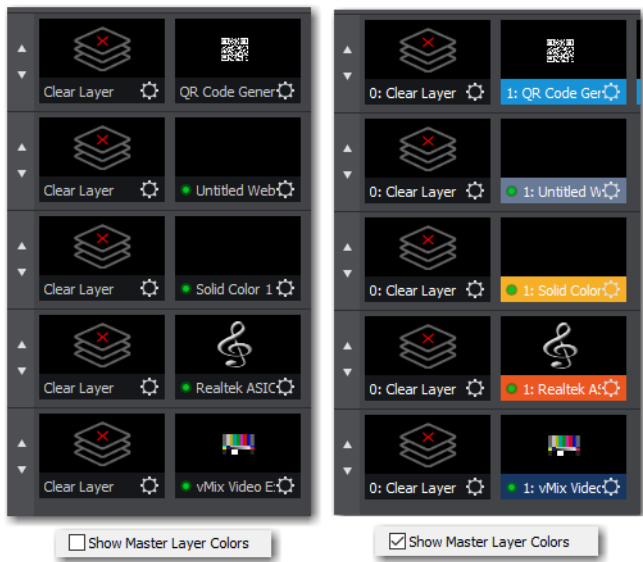 Clear Layer
QR Code Gener
Clear Layer
Untitled Web
Clear Layer
Solid Color 1
Clear Layer
Realtek ASIC
Clear Layer
vMix Video E
Show Master Layer Colors
0: Clear Layer
1: QR Code Ger
0: Clear Layer
1: Untitled W
0: Clear Layer
1: Solid Color
0: Clear Layer
1: Realtek AS
0: Clear Layer
1: vMix Videc
Show Master Layer Colors